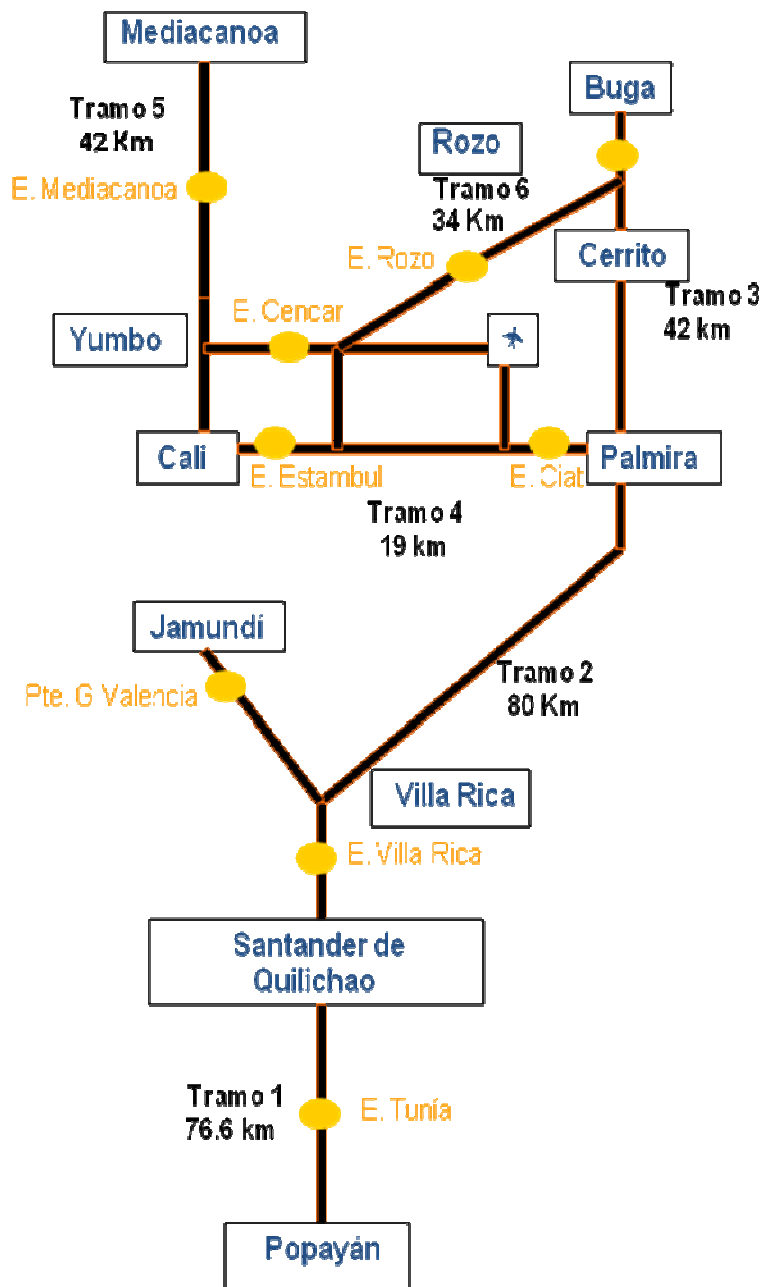 Mediacanoa
Buga
Tramo 5
42 Km
Rozo
E. Mediacanoa
Tramo 6
34 Km
E. Rozo
Cerrito
Tramo 3
42 km
E. Cencar
Yumbo
Cali
E. Estambul
E. Ciat
Palmira
Tramo 4
19 km
Jamundí
Pte. G Valencia
Tramo 2
80 Km
Villa Rica
E. Villa Rica
Santander de
Quilichao
Tramo 1
76.6 km
E. Tunía
Popayán